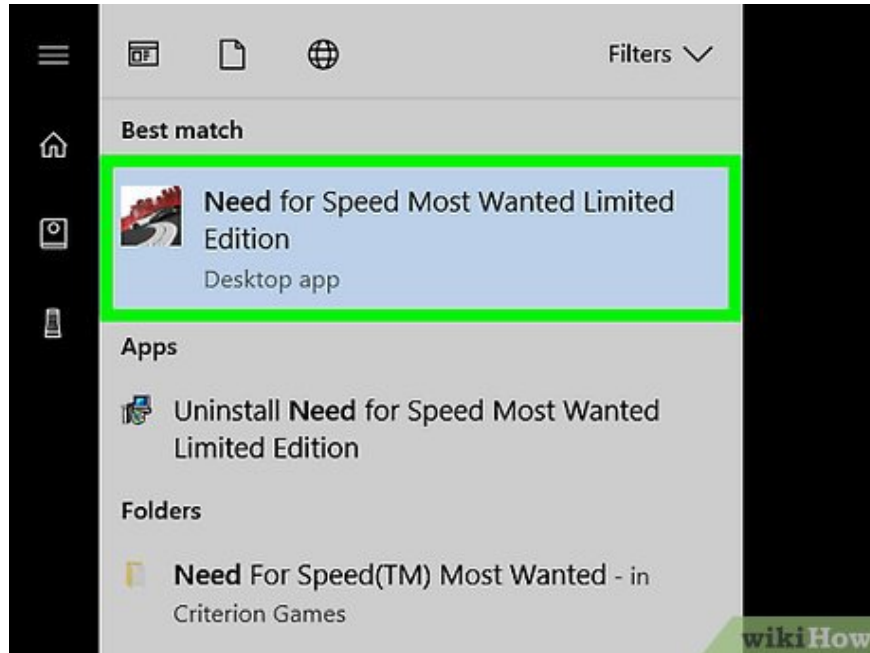 Filters
Best match
Need for Speed Most Wanted Limited
Edition
Desktop app
Apps
Uninstall Need for Speed Most Wanted
Limited Edition
Folders
Need For Speed(TM) Most Wanted - in
Criterion Games
wikiHow